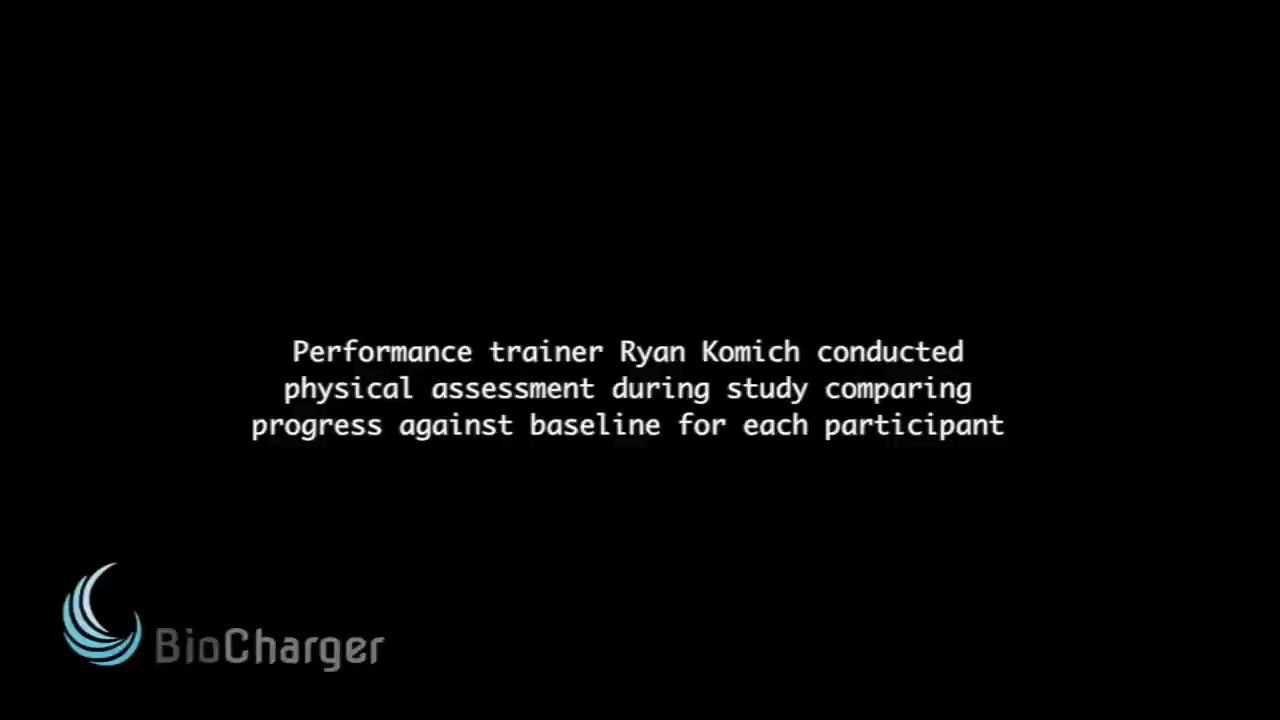 Performance trainer Ryan Komich conducted
physical assessment during study comparing
progress against baseline for each participant
BioCharger